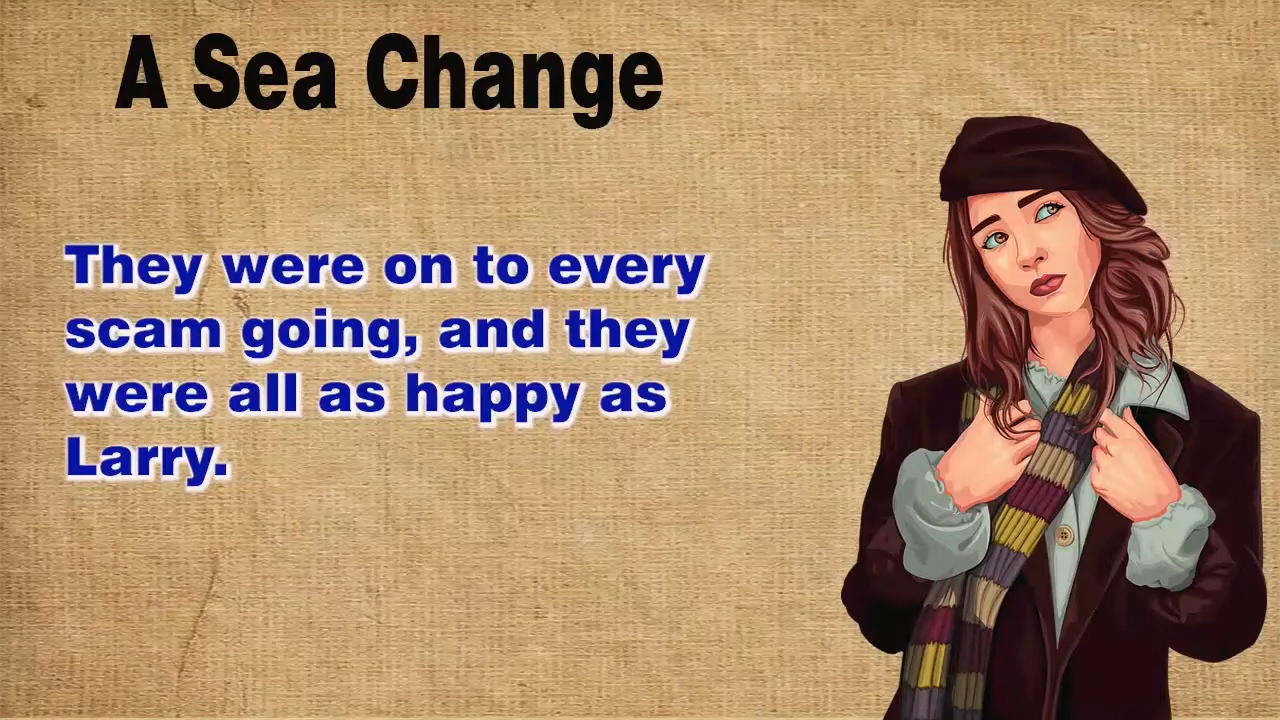 A Sea Change
They were on to every
scam going, and they
were all as happy as
Larry.